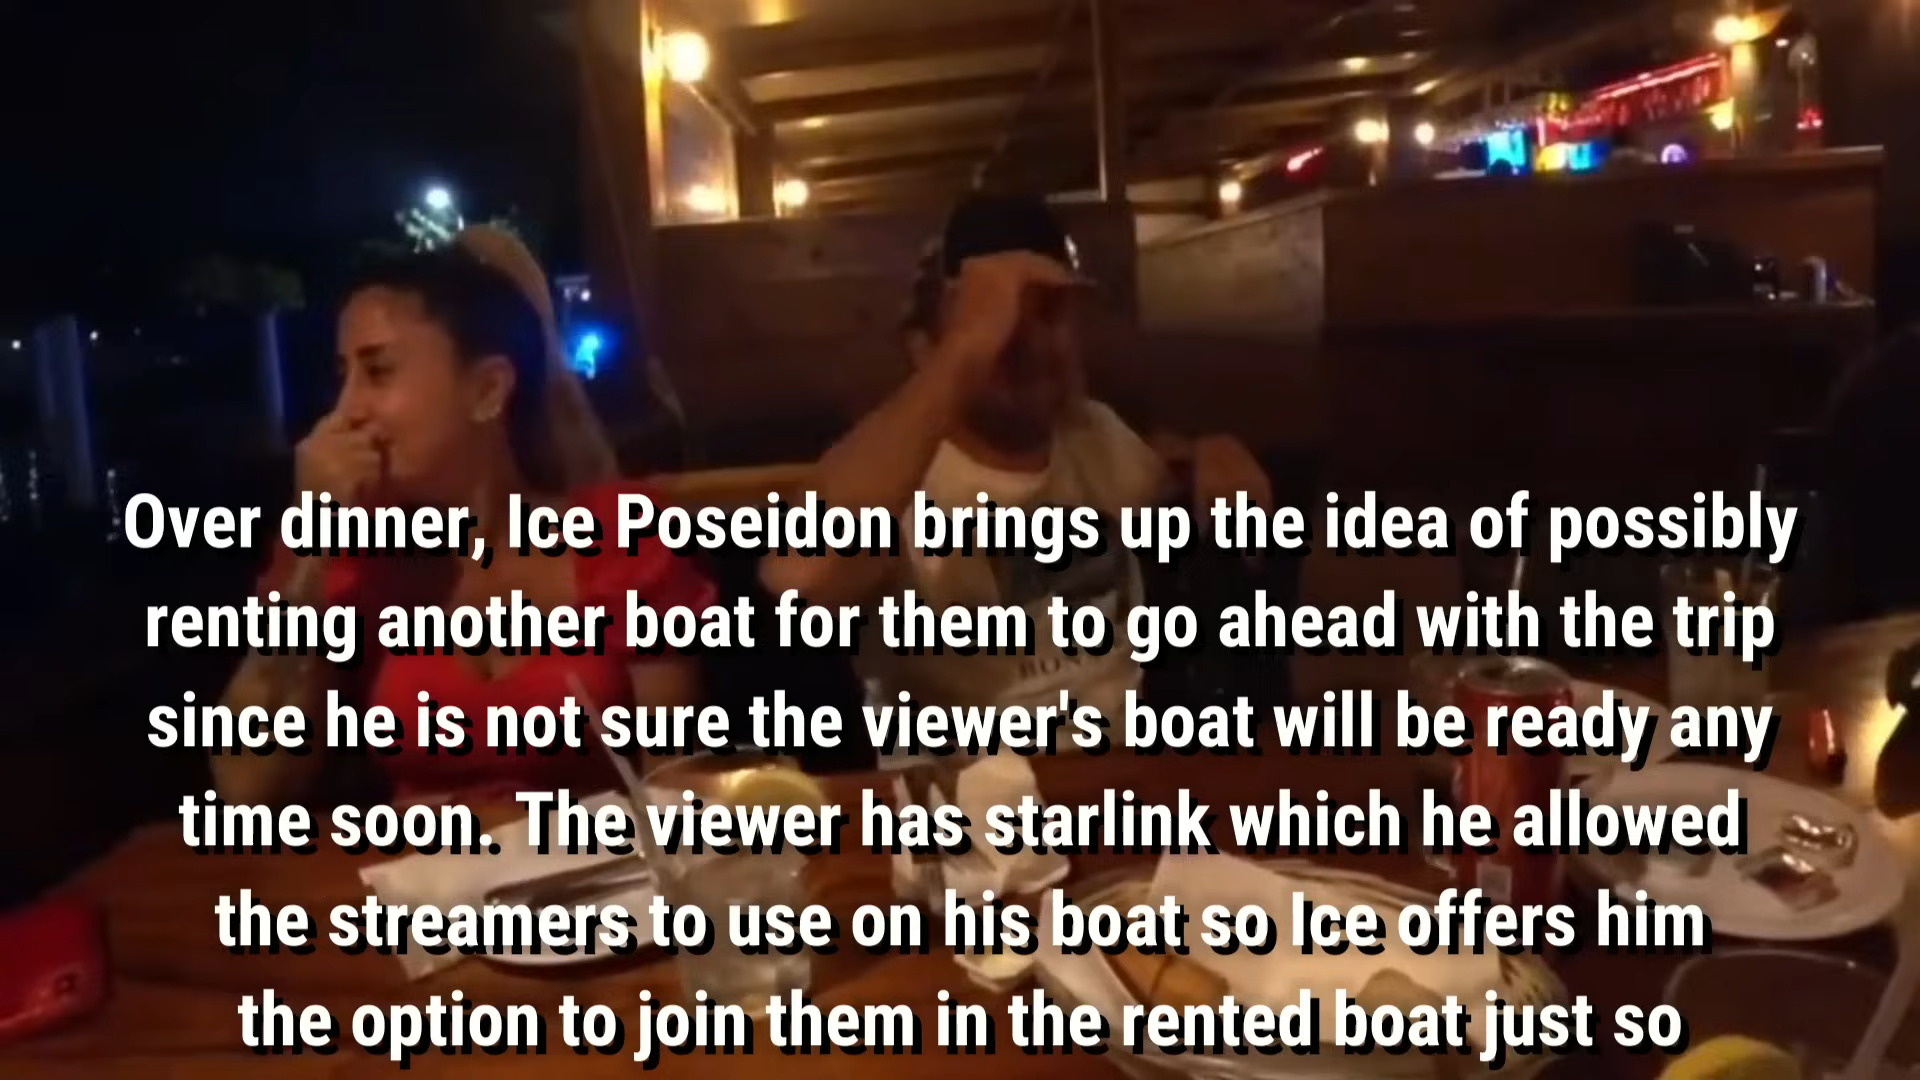 Over dinner, Ice Poseidon brings up the idea of possibly
renting another boat for them to go ahead with the trip
since he is not sure the viewer's boat will be ready any
time soon. The viewer has starlink which he allowed
the streamers to use on his boat so Ice offers him
the option to join them in the rented boat just so